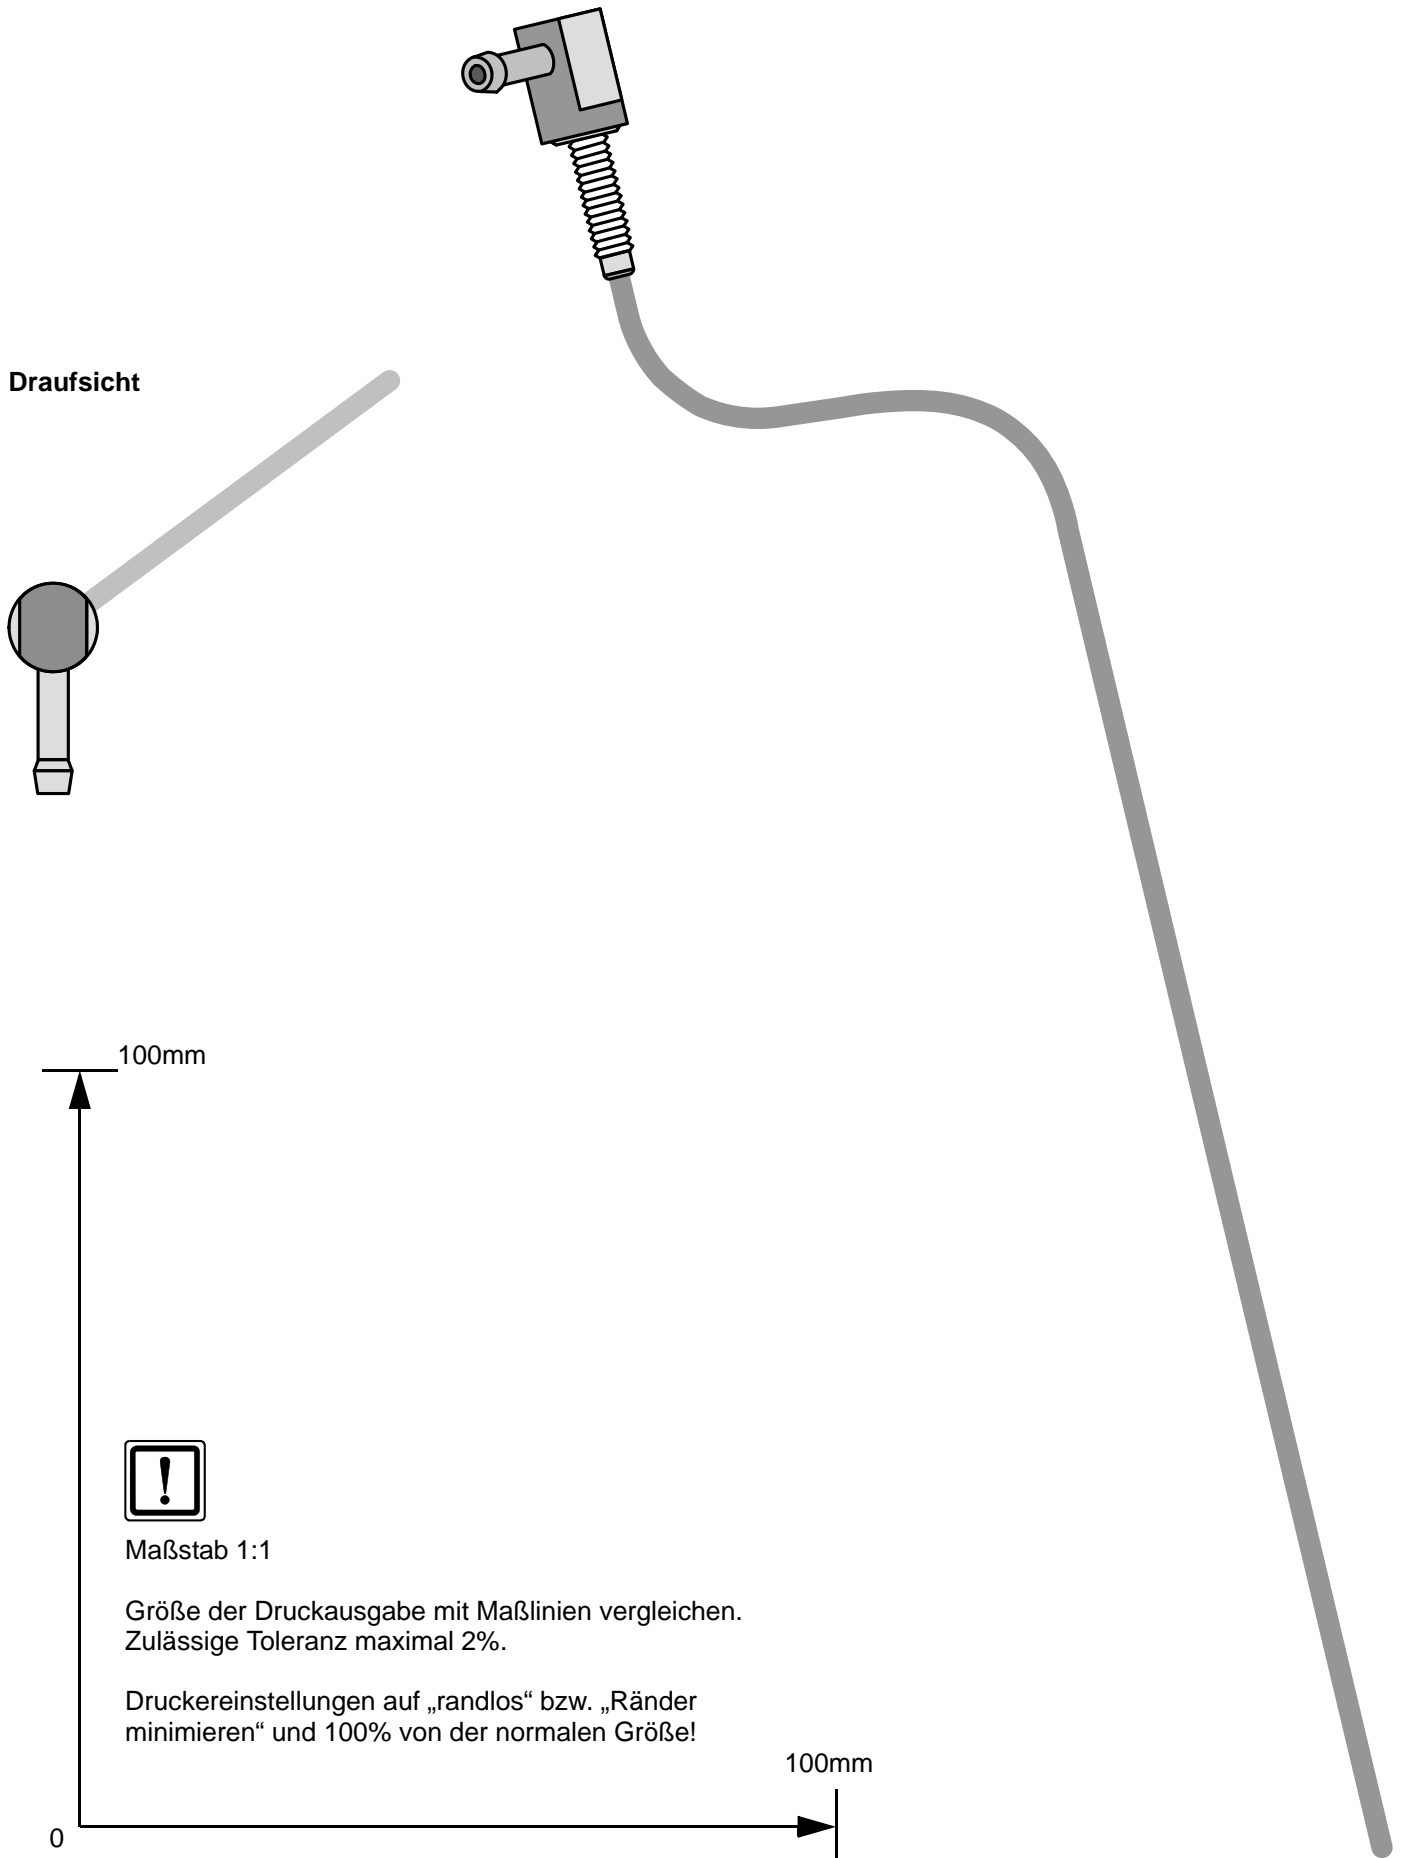 Draufsicht
100mm
!
Maßstab 1:1
Größe der Druckausgabe mit Maßlinien vergleichen.
Zulässige Toleranz maximal 2%.
Druckereinstellungen auf „randlos“ bzw. „Ränder
minimieren“ und 100% von der normalen Größe!
100mm
0